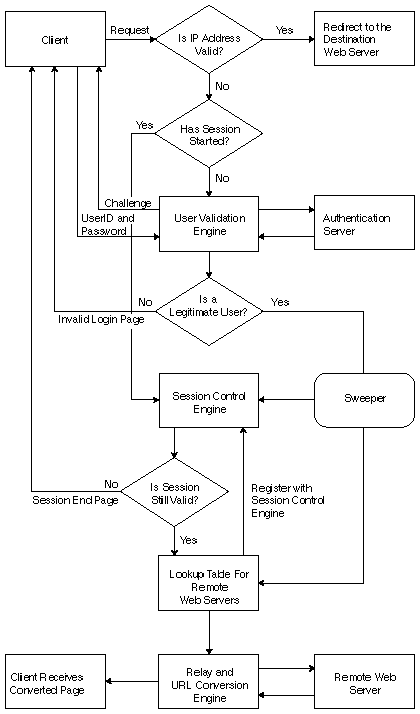 Client
Request
Is IP Address
Valid?
Yes
Redirect to the
Destination
Web Server
No
Yes
Has Session
Started?
No
Challenge
UserID and
Password
User Validation
Engine
Authentication
Server
No
Is a
Legitimate User?
Yes
Invalid Login Page
Session Control
Engine
Sweeper
No
Session End Page
Is Session
Still Valid?
Register with
Session Control
Engine
Yes
Lookup Table For
Remote
Web Servers
Client Receives
Converted Page
Relay and
URL Conversion
Engine
Remote Web
Server